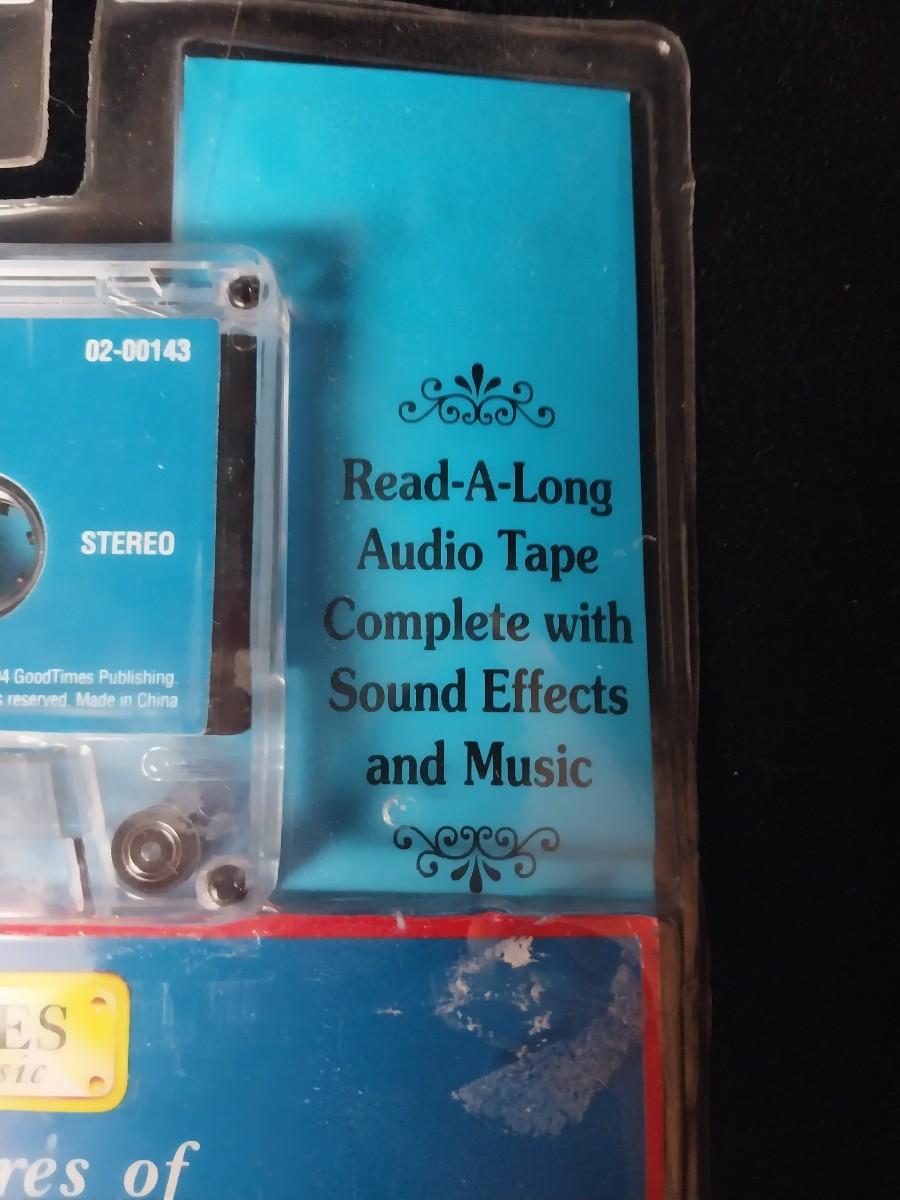 02-00143
STEREO
4 GoodTimes Publishing.
s reserved. Made in China
Read-A-Long
Audio Tape
Complete with
Sound Effects
and Music
ES
sic
res of